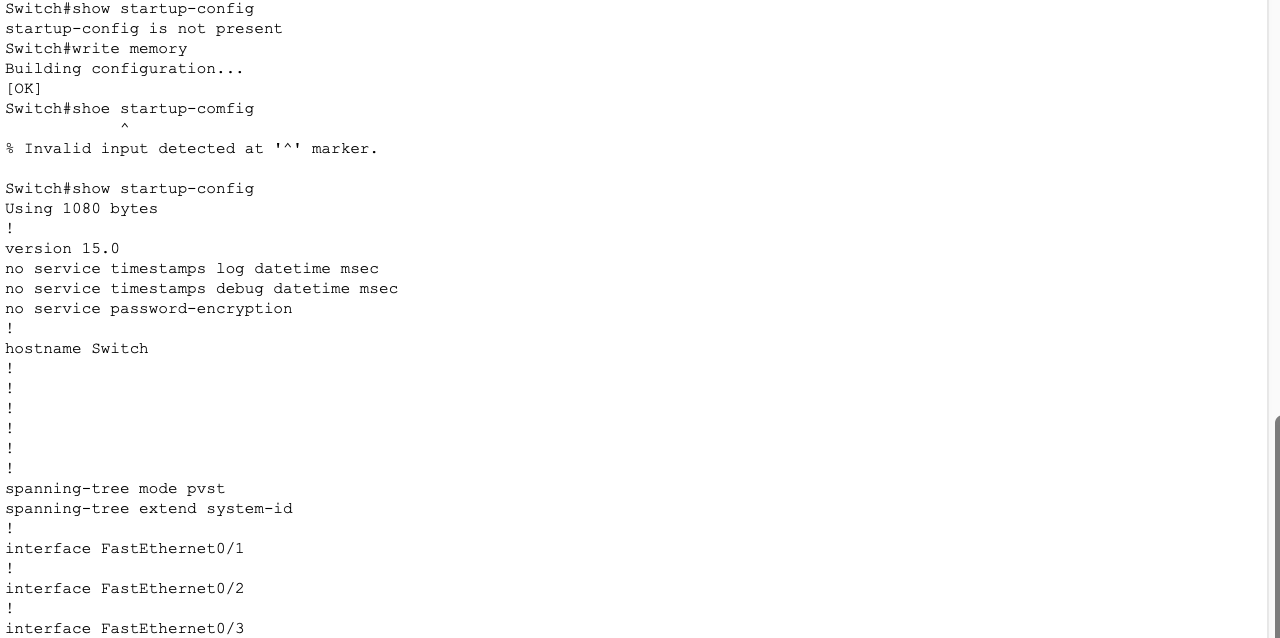 Switch#show startup-config
startup-config is not present
Switch#write memory
Building configuration...
[OK]
Switch#shoe startup-comfig
^
% Invalid input detected at '^' marker.
Switch#show startup-config
Using 1080 bytes
!
version 15.0
no service timestamps log datetime msec
no service timestamps debug datetime msec
no service password-encryption
!
hostname Switch
!
!
!
!
!
!
spanning-tree mode pvst
spanning-tree extend system-id
!
interface FastEthernet0/1
!
interface FastEthernet0/2
!
interface FastEthernet0/3